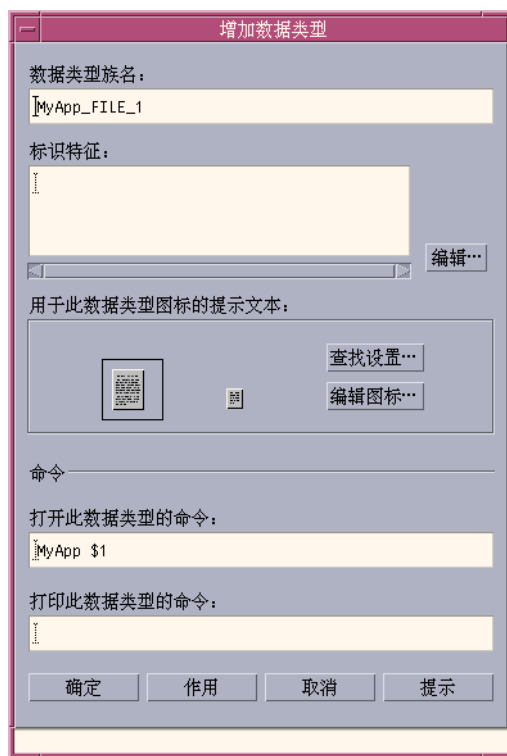 增加数据类型
数据类型族名：
MyApp_FILE_1
标识特征：
编辑…
用于此数据类型图标的提示文本：
查找设置…
编辑图标…
命令
打开此数据类型的命令：
MyApp $1
打印此数据类型的命令：
确定 作用 取消 提示